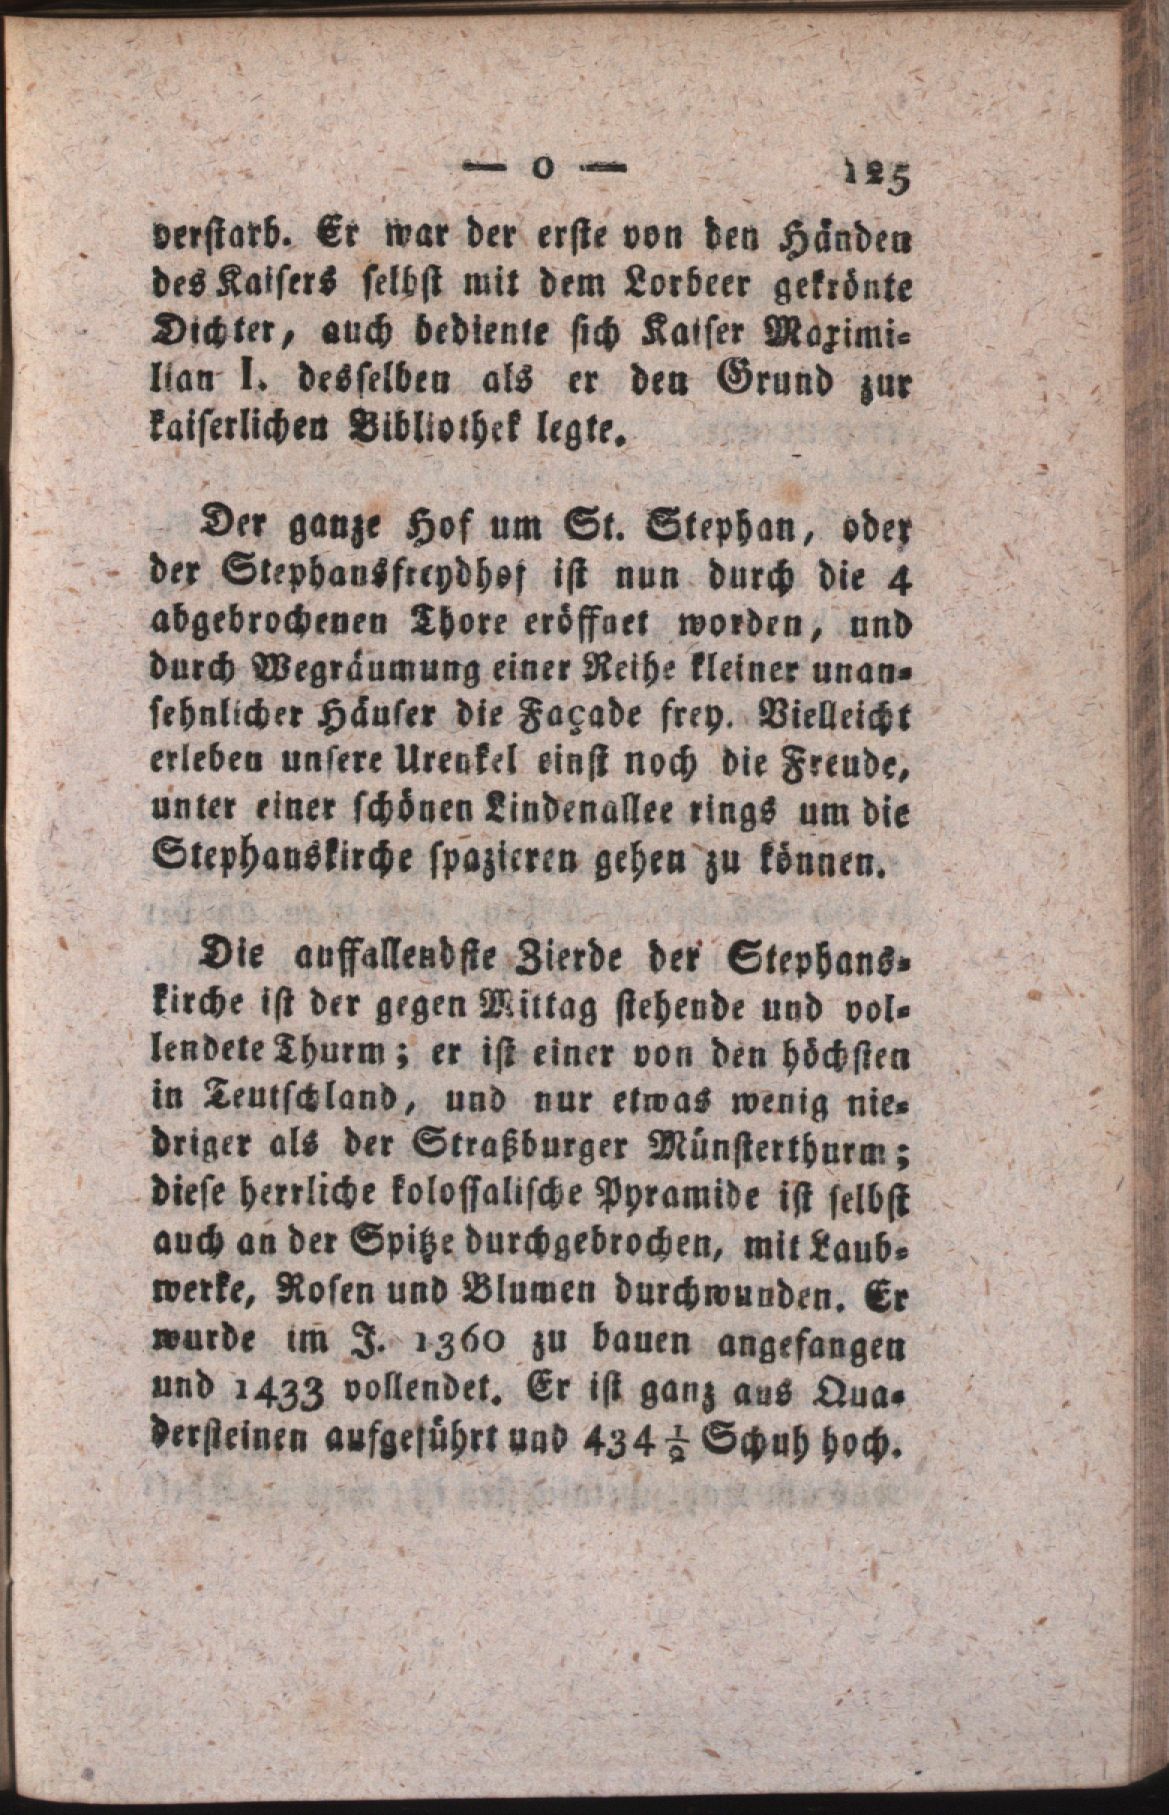 — 0 — 125
verstarb. Er war der erste von den Händen
des Kaisers selbst mit dem Lorbeer gekrönte
Dichter, auch bediente sich Kaiser Maximi-
lian I. desselben als er den Grund zur
kaiserlichen Bibliothek legte.
Der ganze Hof um St. Stephan, oder
der Stephansfreydhof ist nun durch die 4
abgebrochenen Thore eröffnet worden, und
durch Wegräumung einer Reihe kleiner unan-
sehnlicher Häuser die Façade frey. Vielleicht
erleben unsere Urenkel einst noch die Freude,
unter einer schönen Lindenallee rings um die
Stephanskirche spazieren gehen zu können.
Die auffallendste Zierde der Stephans-
kirche ist der gegen Mittag stehende und vol-
lendete Thurm; er ist einer von den höchsten
in Teutschland, und nur etwas wenig nie-
driger als der Straßburger Münsterthurm;
diese herrliche kolossalische Pyramide ist selbst
auch an der Spitze durchgebrochen, mit Laub-
werke, Rosen und Blumen durchwunden. Er
wurde im J. 1360 zu bauen angefangen
und 1433 vollendet. Er ist ganz aus Qua-
dersteinen aufgeführt und 434 1/2 Schuh hoch.